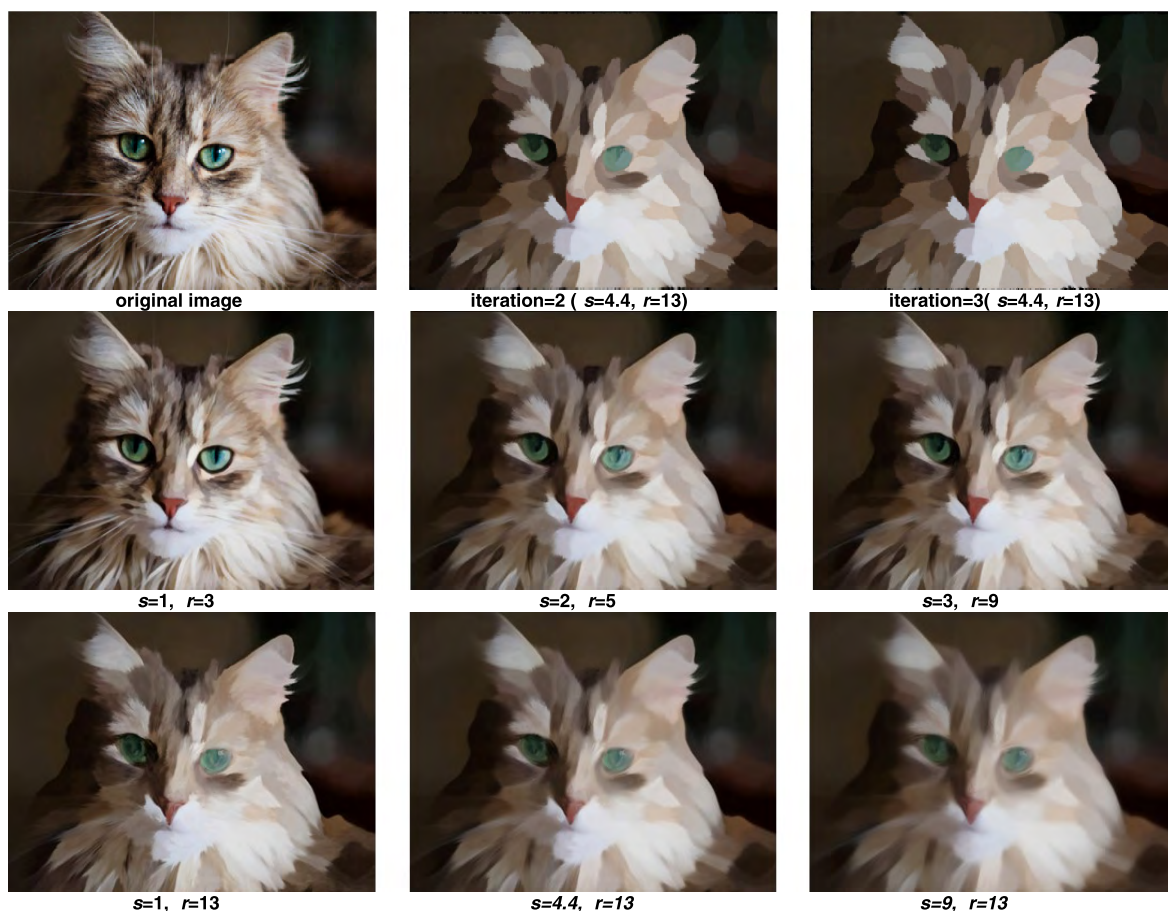 original image
iteration=2 ( s=4.4, r=13)
iteration=3( s=4.4, r=13)
s=1, r=3
s=2, r=5
s=3, r=9
s=1, r=13
s=4.4, r=13
s=9, r=13